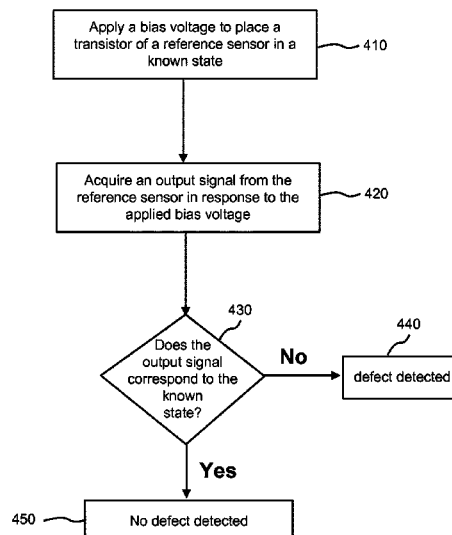 Apply a bias voltage to place a
transistor of a reference sensor in a
known state
410
Acquire an output signal from the
reference sensor in response to the
applied bias voltage
420
430
Does the
output signal
correspond to the
known
state?
No
440
defect detected
Yes
450
No defect detected